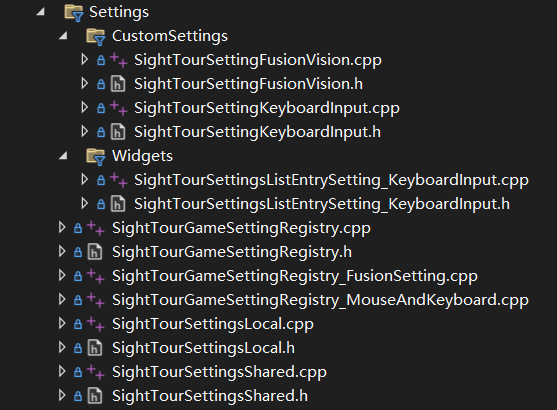 Settings
CustomSettings
SightTourSettingFusionVision.cpp
SightTourSettingFusionVision.h
SightTourSettingKeyboardInput.cpp
SightTourSettingKeyboardInput.h
Widgets
SightTourSettingsListEntrySetting_KeyboardInput.cpp
SightTourSettingsListEntrySetting_KeyboardInput.h
SightTourGameSettingRegistry.cpp
SightTourGameSettingRegistry.h
SightTourGameSettingRegistry_FusionSetting.cpp
SightTourGameSettingRegistry_MouseAndKeyboard.cpp
SightTourSettingsLocal.cpp
SightTourSettingsLocal.h
SightTourSettingsShared.cpp
SightTourSettingsShared.h